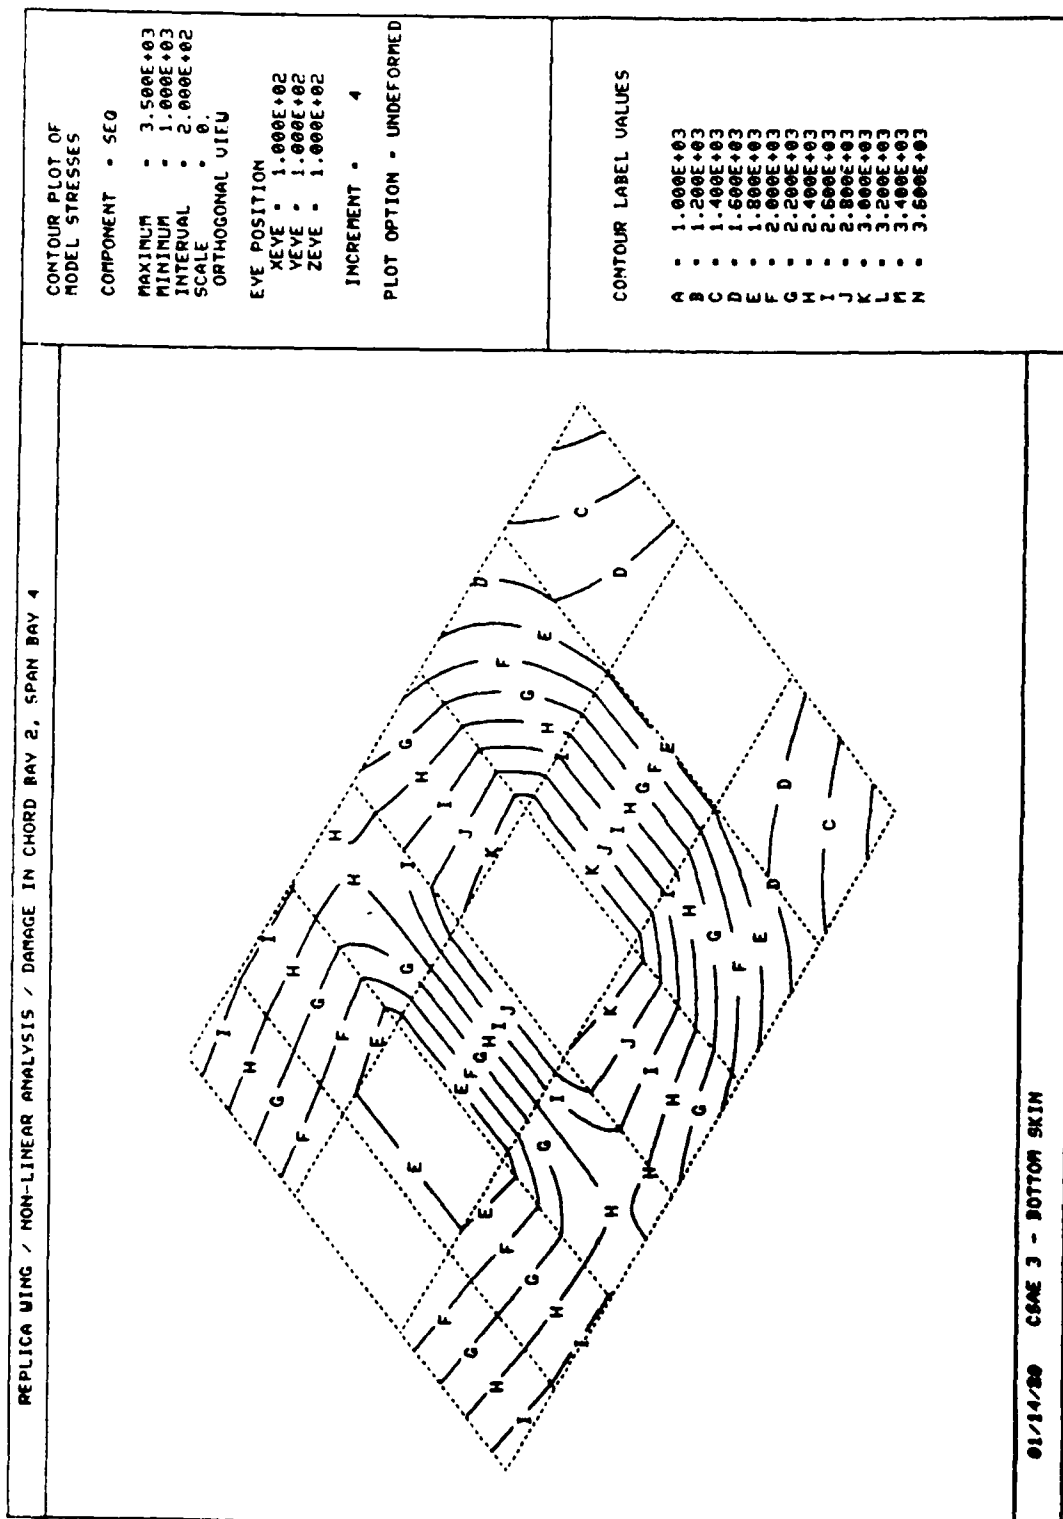 REPLICA WING / NON-LINEAR ANALYSIS / DAMAGE IN CHORD BAY 2, SPAN BAY 4
CONTOUR PLOT OF
MODEL STRESSES
COMPONENT = SEQ
MAXIMUM = 3.500E+03
MINIMUM = 1.000E+03
INTERVAL = 2.000E+02
SCALE = 0.
ORTHOGONAL VIEW
EYE POSITION
XEYE = 1.000E+02
YEYE = 1.000E+02
ZEYE = 1.000E+02
INCREMENT = 4
PLOT OPTION = UNDEFORMED
CONTOUR LABEL VALUES
A = 1.000E+03
B = 1.200E+03
C = 1.400E+03
D = 1.600E+03
E = 1.800E+03
F = 2.000E+03
G = 2.200E+03
H = 2.400E+03
I = 2.600E+03
J = 2.800E+03
K = 3.000E+03
L = 3.200E+03
M = 3.400E+03
N = 3.600E+03
I H G F E
I H G F E
H G F E
H G F E
E F G H I J
G H I J K
K J I H G F E
I H G F E D
D C
D C
01/14/80 CSAE 3 - BOTTOM SKIN